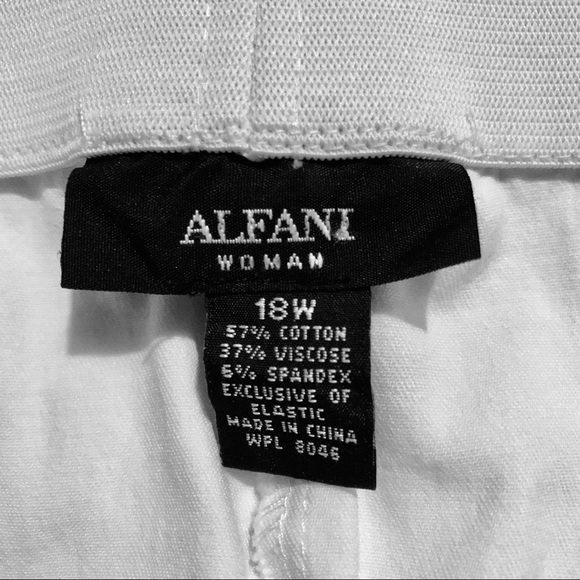 ALFANI
WOMAN
18W
57% COTTON
37% VISCOSE
6% SPANDEX
EXCLUSIVE OF
ELASTIC
MADE IN CHINA
WPL 8046